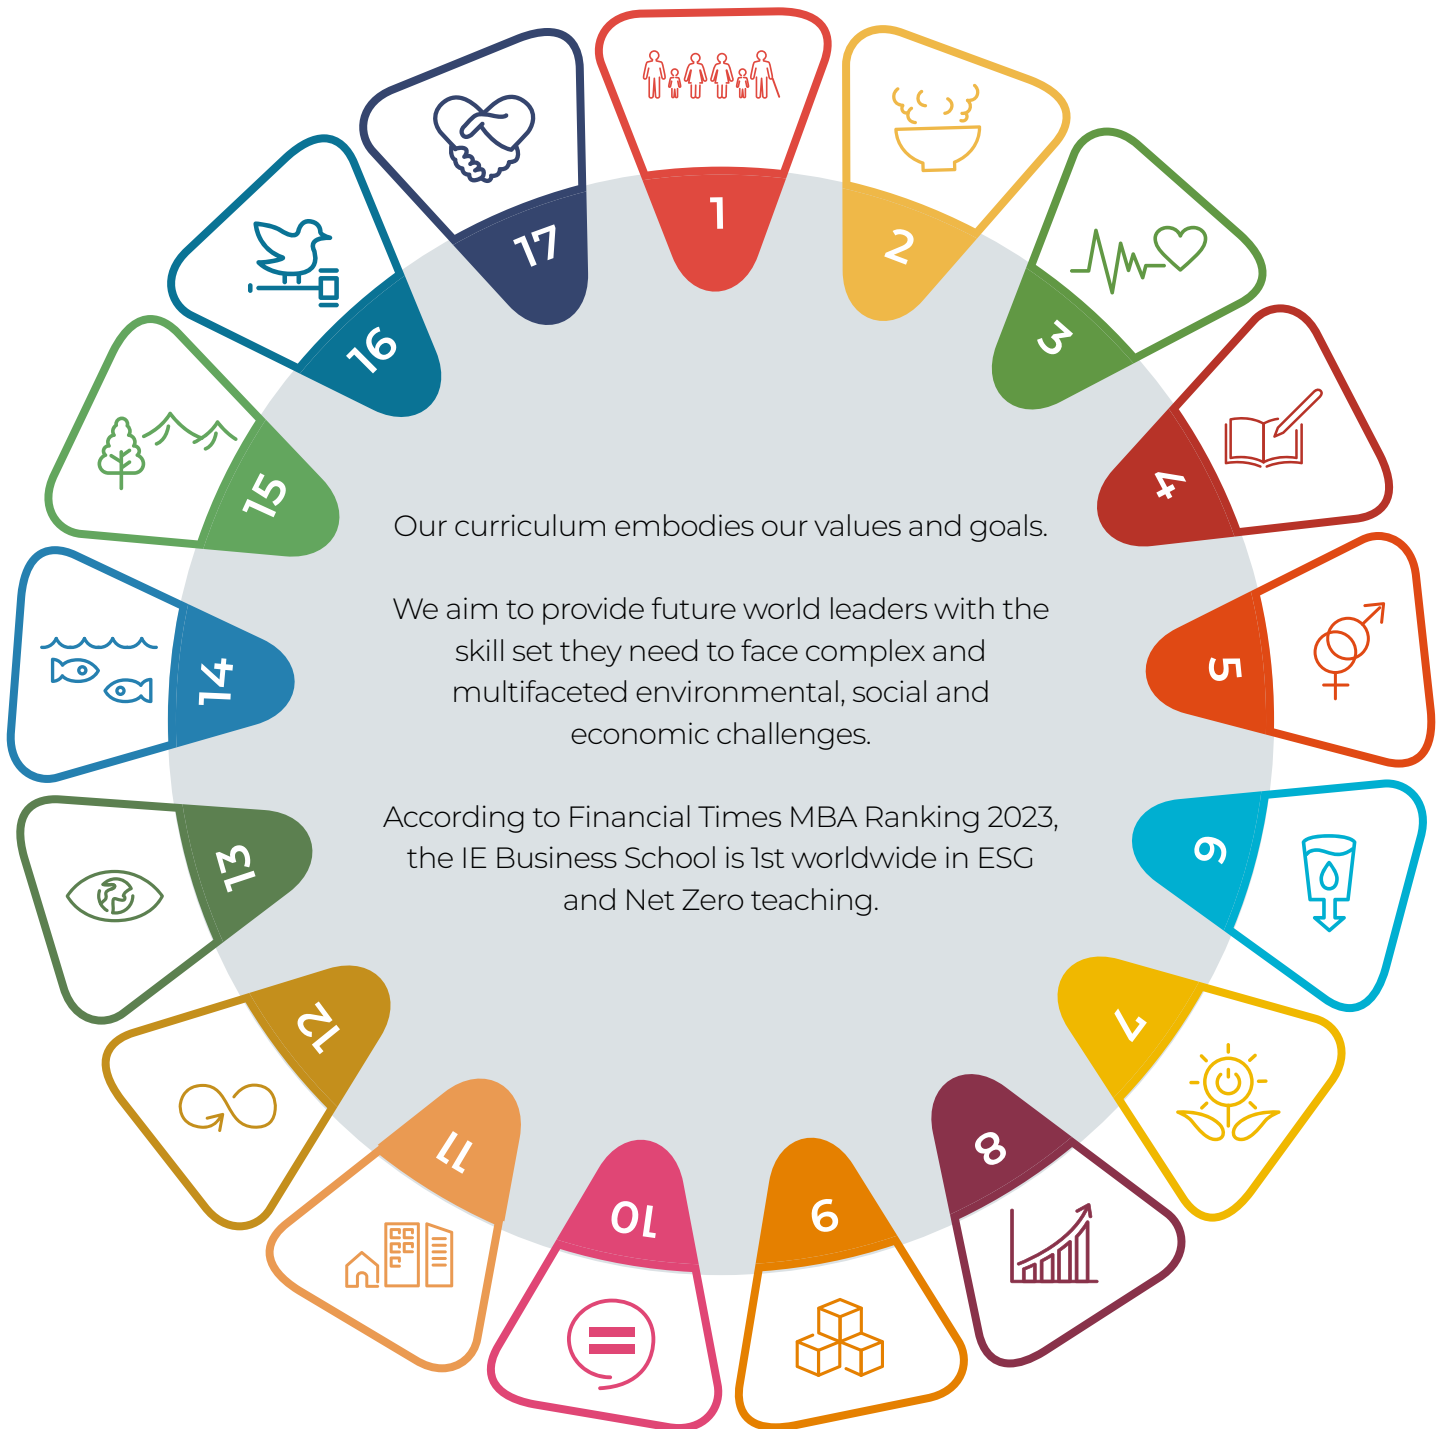 1
2
3
4
5
6
7
8
9
10
11
12
13
14
15
16
17
Our curriculum embodies our values and goals.
We aim to provide future world leaders with the
skill set they need to face complex and
multifaceted environmental, social and
economic challenges.
According to Financial Times MBA Ranking 2023,
the IE Business School is 1st worldwide in ESG
and Net Zero teaching.